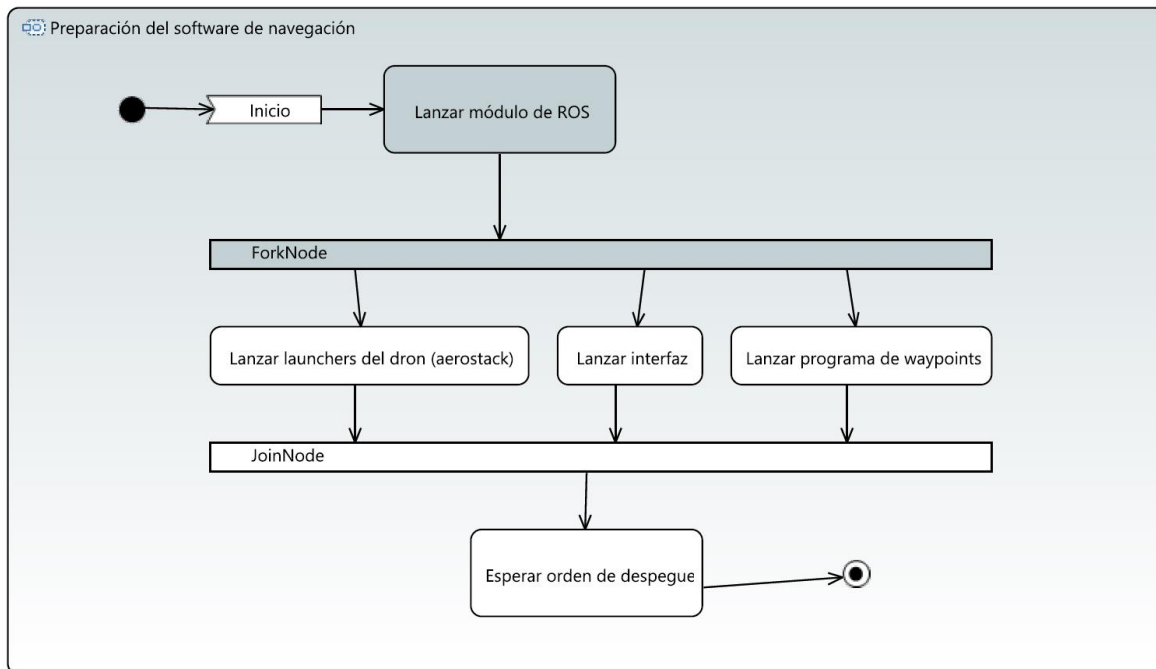 Preparación del software de navegación
Inicio
Lanzar módulo de ROS
ForkNode
Lanzar launchers del dron (aerostack)
Lanzar interfaz
Lanzar programa de waypoints
JoinNode
Esperar orden de despegue